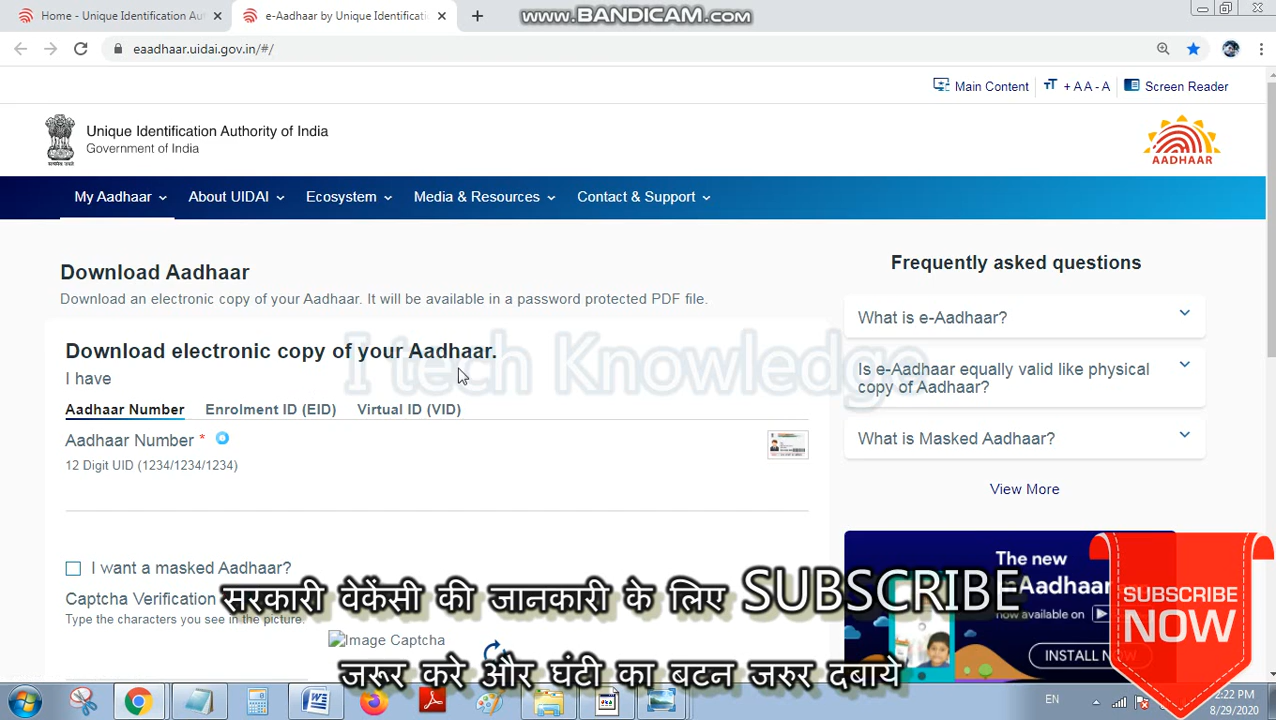 Home - Unique Identification Au
e-Aadhaar by Unique Identificati
www.BANDICAM.com
eaadhaar.uidai.gov.in/#/
Main Content
+ A A - A
Screen Reader
Unique Identification Authority of India
Government of India
AADHAAR
My Aadhaar
About UIDAI
Ecosystem
Media & Resources
Contact & Support
Download Aadhaar
Download an electronic copy of your Aadhaar. It will be available in a password protected PDF file.
Download electronic copy of your Aadhaar.
I have
Aadhaar Number
Enrolment ID (EID)
Virtual ID (VID)
Aadhaar Number *
12 Digit UID (1234/1234/1234)
I want a masked Aadhaar?
Captcha Verification
Type the characters you see in the picture.
Image Captcha
I tech Knowledge
Frequently asked questions
What is e-Aadhaar?
Is e-Aadhaar equally valid like physical
copy of Aadhaar?
What is Masked Aadhaar?
View More
The new
now available on
INSTALL NOW
SUBSCRIBE
NOW
सरकारी वेकेंसी की जानकारी के लिए SUBSCRIBE
जरूर करे और घंटी का बटन जरुर दबाये
EN
2:22 PM
8/29/2020